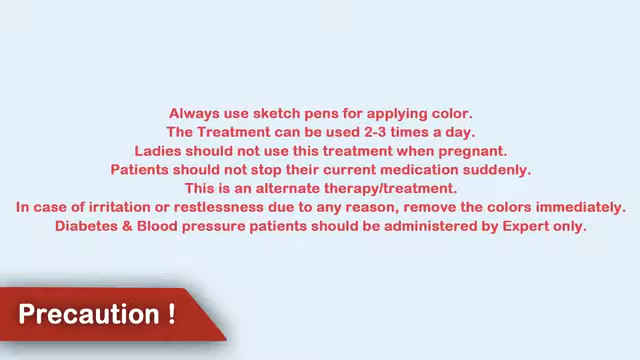 Always use sketch pens for applying color.
The Treatment can be used 2-3 times a day.
Ladies should not use this treatment when pregnant.
Patients should not stop their current medication suddenly.
This is an alternate therapy/treatment.
In case of irritation or restlessness due to any reason, remove the colors immediately.
Diabetes & Blood pressure patients should be administered by Expert only.
Precaution !